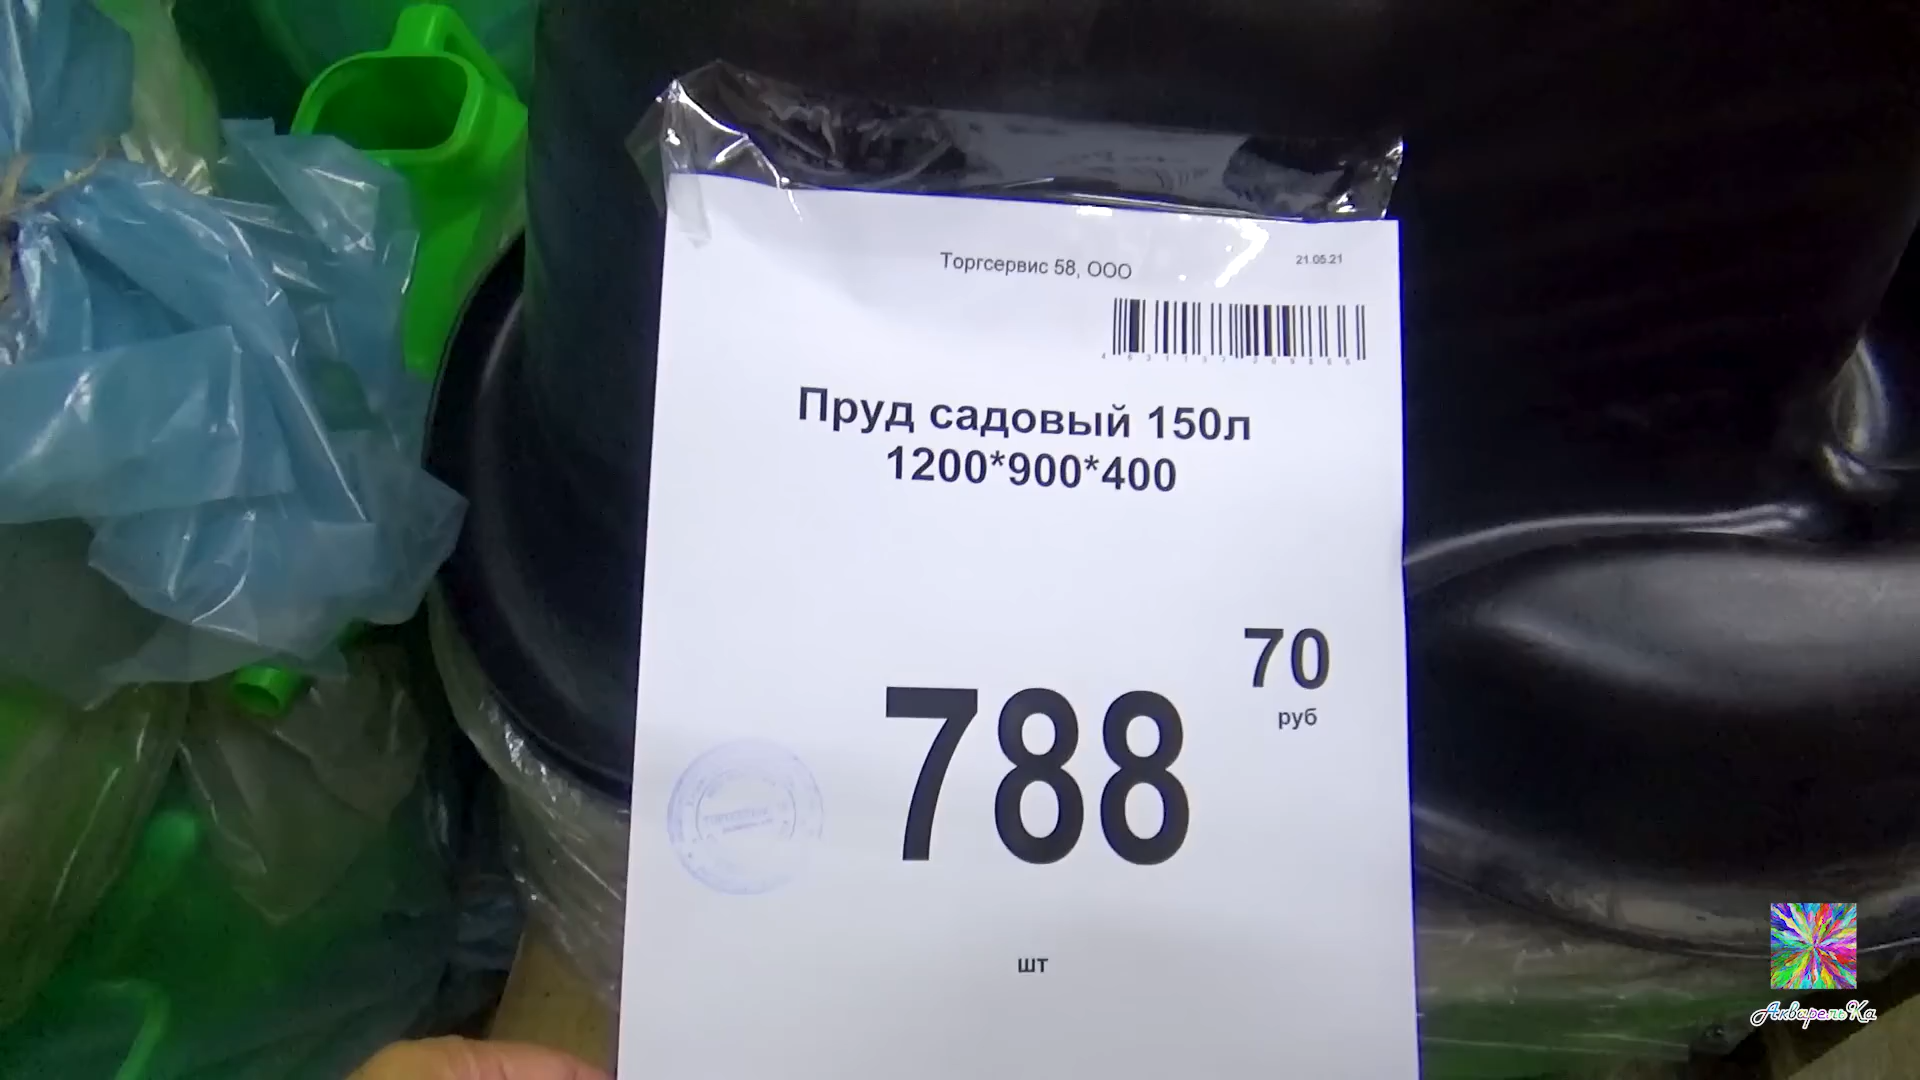 Торгсервис 58, ООО
21.05.21
Пруд садовый 150л
1200*900*400
788
70
руб
шт
АкварельКа